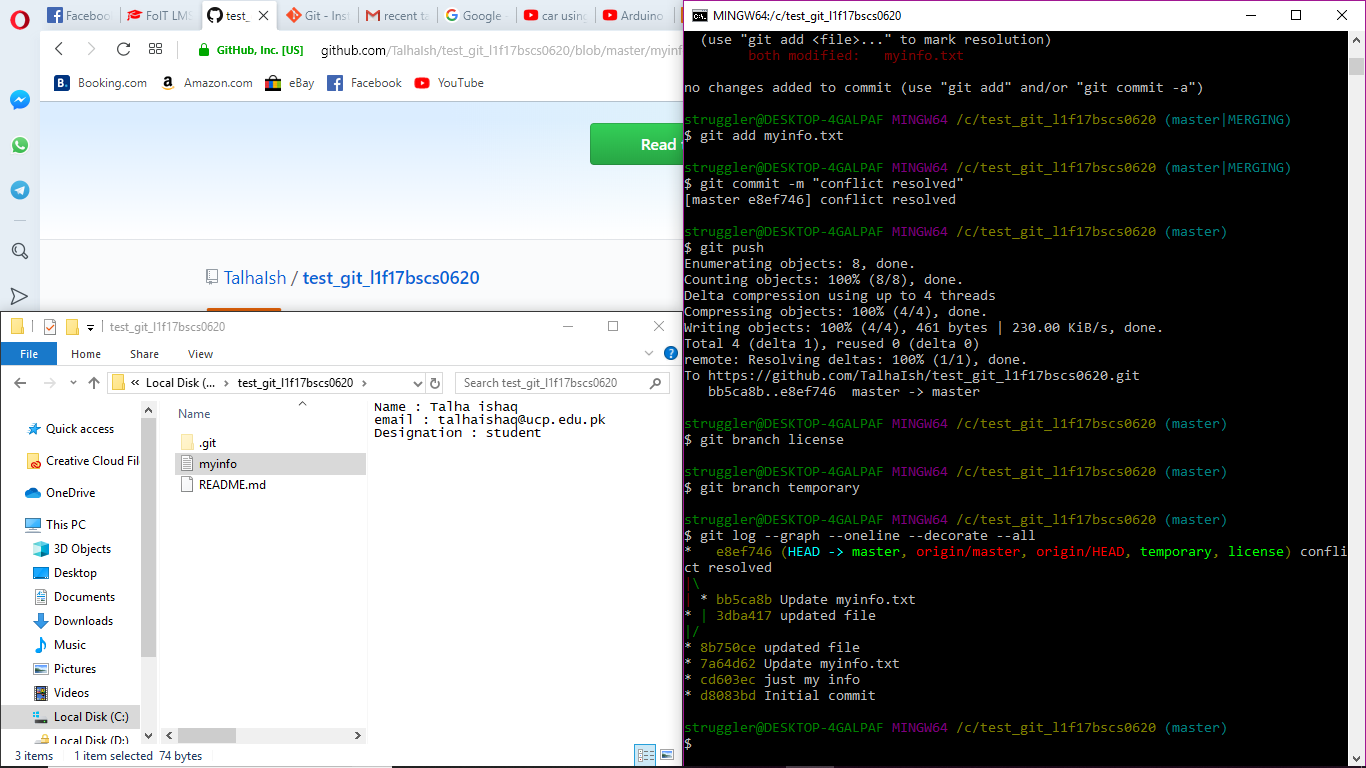 Faceboo
FoIT LMS
test_
Git - Inst
recent ta
Google -
car using
Arduino
GitHub, Inc. [US]
github.com/TalhaIsh/test_git_l1f17bscs0620/blob/master/myinf
B.
Booking.com
Amazon.com
eBay
Facebook
YouTube
Read
TalhaIsh / test_git_l1f17bscs0620
test_git_l1f17bscs0620
File
Home
Share
View
« Local Disk (... > test_git_l1f17bscs0620 >
Search test_git_l1f17bscs0620
Quick access
Creative Cloud Fil
OneDrive
This PC
3D Objects
Desktop
Documents
Downloads
Music
Pictures
Videos
Local Disk (C:)
Local Disk (D:)
Name
.git
myinfo
README.md
Name : Talha ishaq
email : talhaishaq@ucp.edu.pk
Designation : student
3 items
1 item selected 74 bytes
MINGW64:/c/test_git_l1f17bscs0620
(use "git add <file>..." to mark resolution)
both modified:   myinfo.txt
no changes added to commit (use "git add" and/or "git commit -a")
struggler@DESKTOP-4GALPAF MINGW64 /c/test_git_l1f17bscs0620 (master|MERGING)
$ git add myinfo.txt
struggler@DESKTOP-4GALPAF MINGW64 /c/test_git_l1f17bscs0620 (master|MERGING)
$ git commit -m "conflict resolved"
[master e8ef746] conflict resolved
struggler@DESKTOP-4GALPAF MINGW64 /c/test_git_l1f17bscs0620 (master)
$ git push
Enumerating objects: 8, done.
Counting objects: 100% (8/8), done.
Delta compression using up to 4 threads
Compressing objects: 100% (4/4), done.
Writing objects: 100% (4/4), 461 bytes | 230.00 KiB/s, done.
Total 4 (delta 1), reused 0 (delta 0)
remote: Resolving deltas: 100% (1/1), done.
To https://github.com/TalhaIsh/test_git_l1f17bscs0620.git
bb5ca8b..e8ef746  master -> master
struggler@DESKTOP-4GALPAF MINGW64 /c/test_git_l1f17bscs0620 (master)
$ git branch license
struggler@DESKTOP-4GALPAF MINGW64 /c/test_git_l1f17bscs0620 (master)
$ git branch temporary
struggler@DESKTOP-4GALPAF MINGW64 /c/test_git_l1f17bscs0620 (master)
$ git log --graph --oneline --decorate --all
*   e8ef746 (HEAD -> master, origin/master, origin/HEAD, temporary, license) confli
ct resolved
|\
| * bb5ca8b Update myinfo.txt
* | 3dba417 updated file
|/
* 8b750ce updated file
* 7a64d62 Update myinfo.txt
* cd603ec just my info
* d8083bd Initial commit
struggler@DESKTOP-4GALPAF MINGW64 /c/test_git_l1f17bscs0620 (master)
$